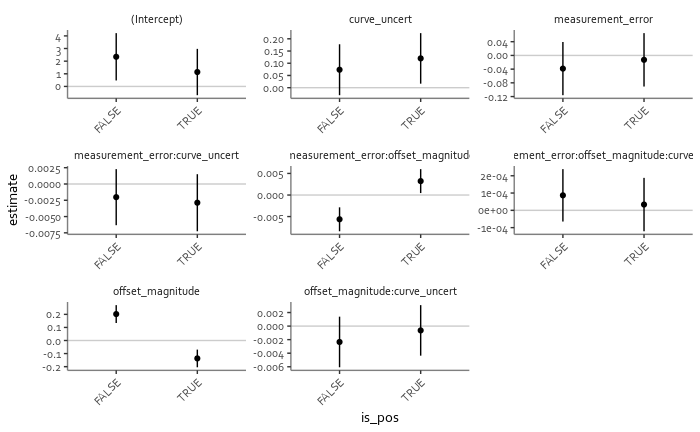 (Intercept)
4
3
2
1
0
FALSE
TRUE
curve_uncert
0.20
0.15
0.10
0.05
0.00
FALSE
TRUE
measurement_error
0.04
0.00
-0.04
-0.08
-0.12
FALSE
TRUE
measurement_error:curve_uncert
0.0025
0.0000
-0.0025
-0.0050
-0.0075
FALSE
TRUE
neasurement_error:offset_magnitud
0.005
0.000
-0.005
FALSE
TRUE
ement_error:offset_magnitude:curve
2e-04
1e-04
0e+00
-1e-04
FALSE
TRUE
offset_magnitude
0.2
0.1
0.0
-0.1
-0.2
FALSE
TRUE
offset_magnitude:curve_uncert
0.002
0.000
-0.002
-0.004
-0.006
FALSE
TRUE
estimate
is_pos